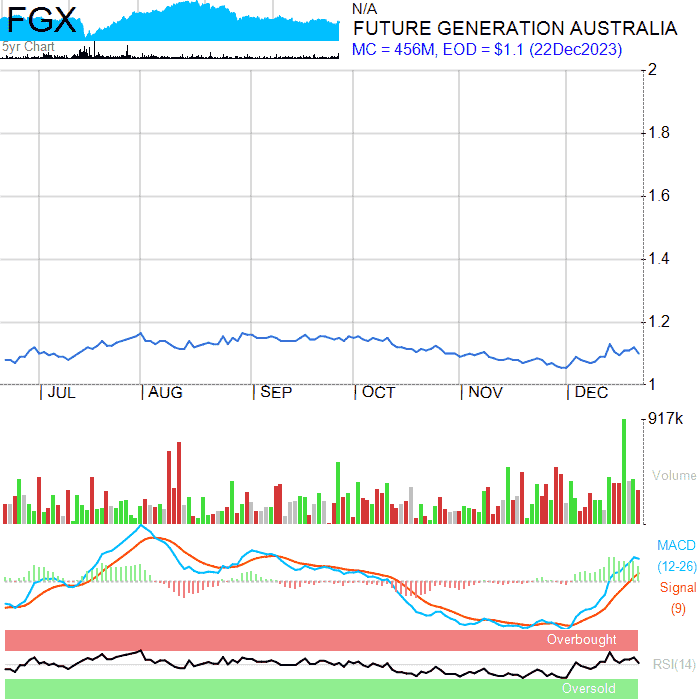 FGX
5yr Chart
N/A
FUTURE GENERATION AUSTRALIA
MC = 456M, EOD = $1.1 (22Dec2023)
2
1.8
1.6
1.4
1.2
1
JUL AUG SEP OCT NOV DEC
917k
Volume
MACD
(12-26)
Signal
(9)
Overbought
RSI(14)
Oversold